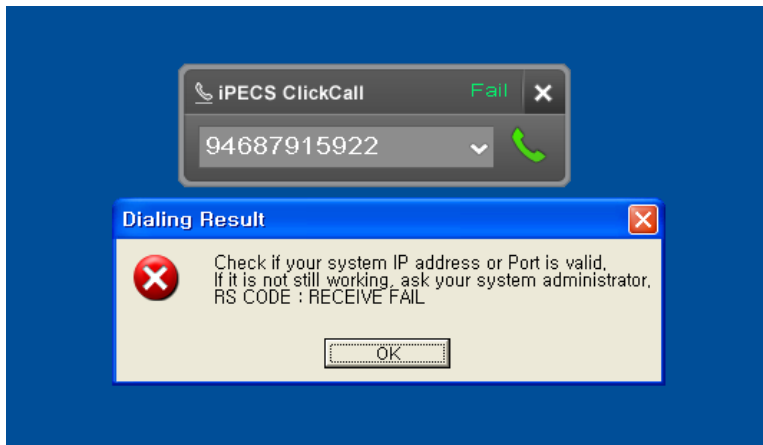 iPECS ClickCall Fail
94687915922
Dialing Result
Check if your system IP address or Port is valid,
If it is not still working, ask your system administrator,
RS CODE : RECEIVE FAIL
OK